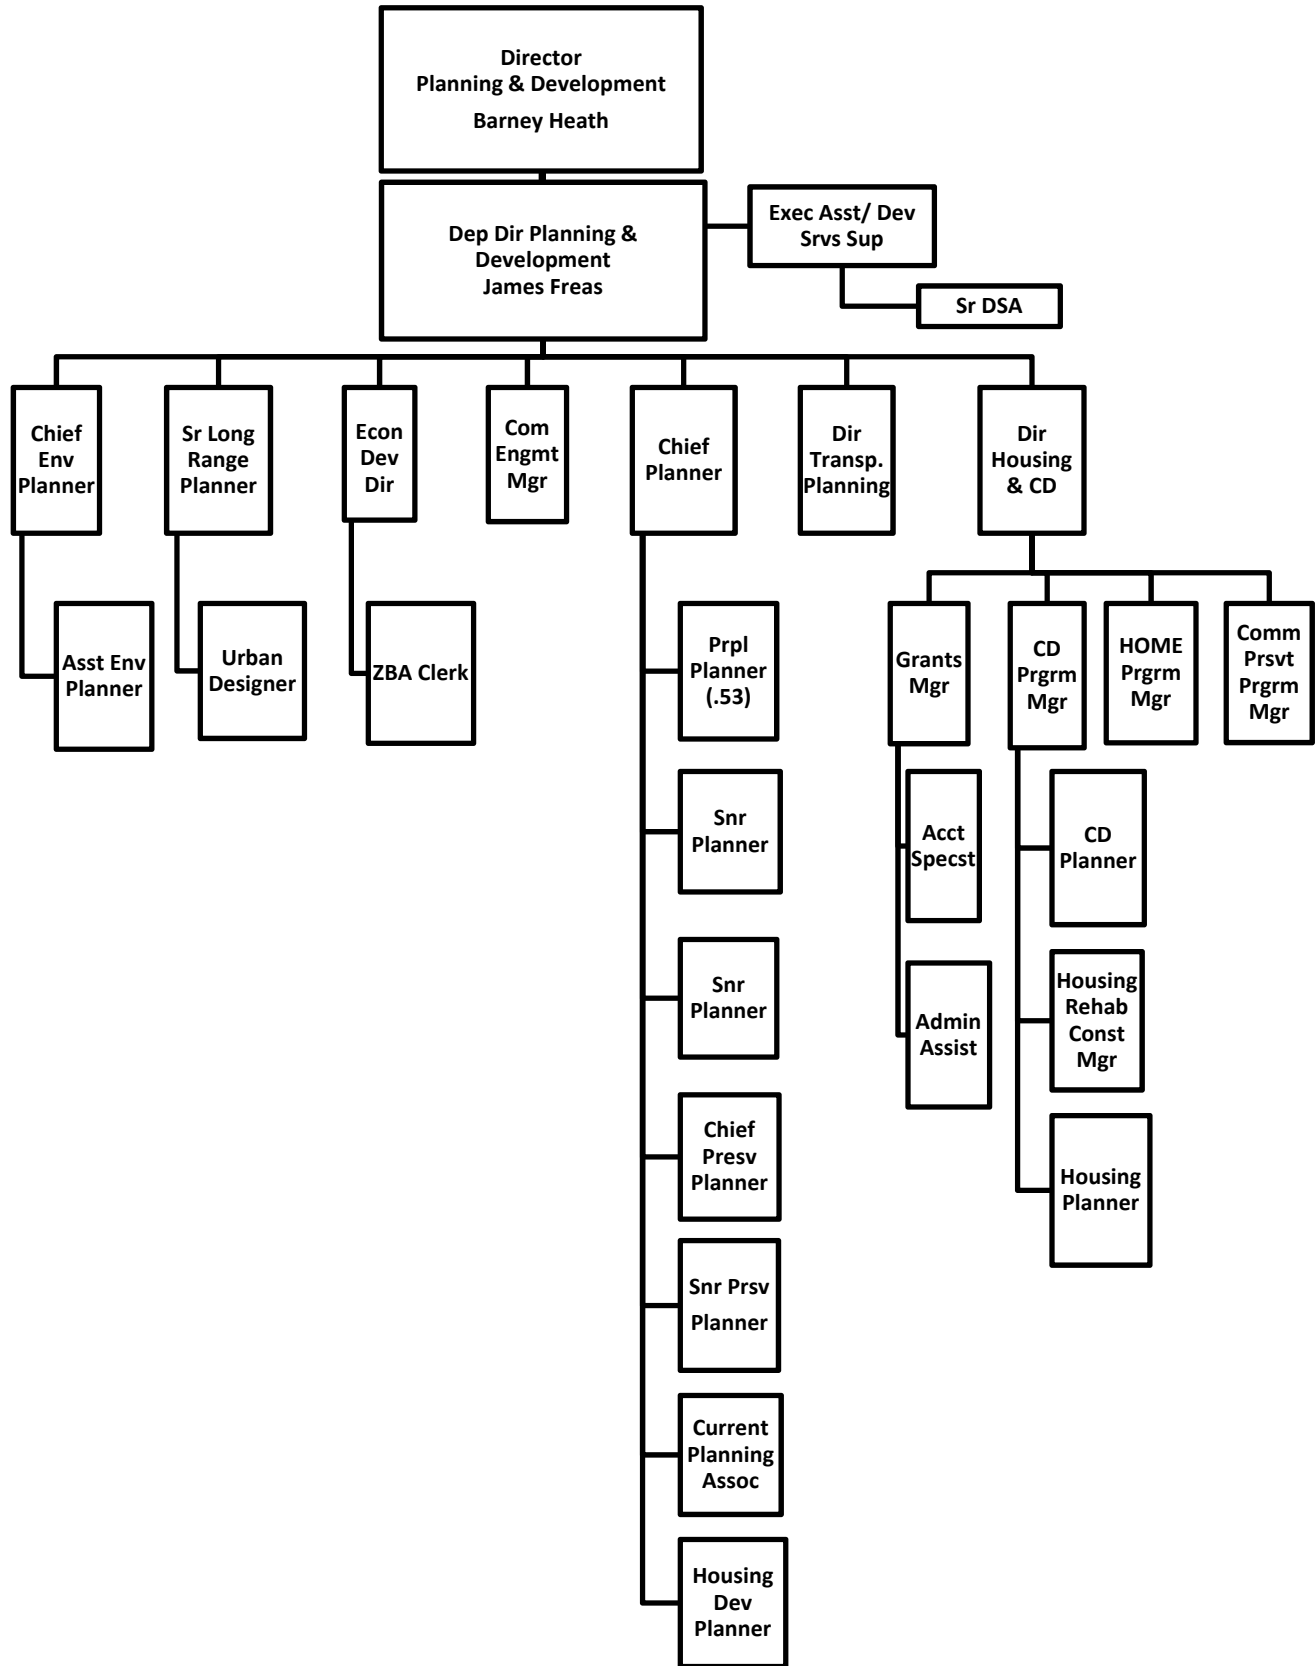 Director
Planning & Development
Barney Heath
Dep Dir Planning &
Development
James Freas
Exec Asst/ Dev
Srvs Sup
Sr DSA
Chief
Env
Planner
Sr Long
Range
Planner
Econ
Dev
Dir
Com
Engmt
Mgr
Chief
Planner
Dir
Transp.
Planning
Dir
Housing
& CD
Asst Env
Planner
Urban
Designer
ZBA Clerk
Prpl
Planner
(.53)
Snr
Planner
Snr
Planner
Chief
Presv
Planner
Snr Prsv
Planner
Current
Planning
Assoc
Housing
Dev
Planner
Grants
Mgr
CD
Prgrm
Mgr
HOME
Prgrm
Mgr
Comm
Prsvt
Prgrm
Mgr
Acct
Specst
Admin
Assist
CD
Planner
Housing
Rehab
Const
Mgr
Housing
Planner